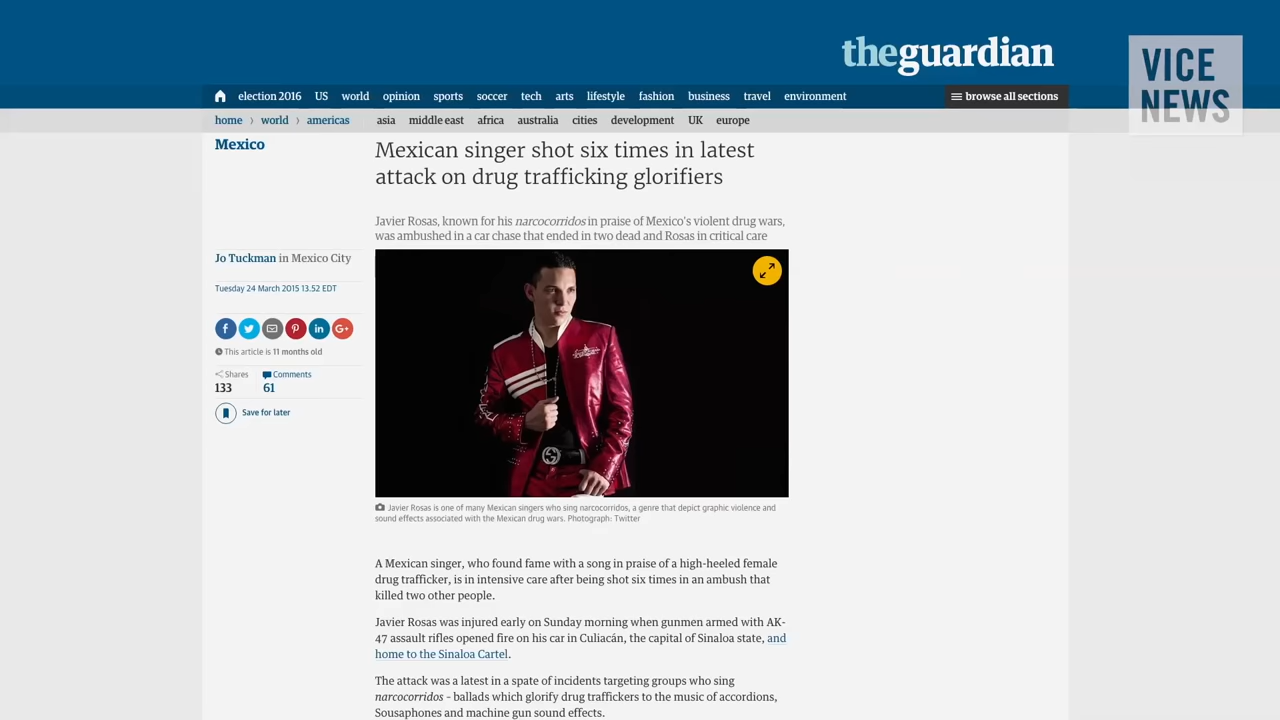 theguardian
VICE
NEWS
election 2016 US world opinion sports soccer tech arts lifestyle fashion business travel environment browse all sections
home › world › americas asia middle east africa australia cities development UK europe
Mexico
Mexican singer shot six times in latest
attack on drug trafficking glorifiers
Javier Rosas, known for his narcocorridos in praise of Mexico's violent drug wars,
was ambushed in a car chase that ended in two dead and Rosas in critical care
Jo Tuckman in Mexico City
Tuesday 24 March 2015 13.52 EDT
This article is 11 months old
Shares Comments
133 61
Save for later
Javier Rosas is one of many Mexican singers who sing narcocorridos, a genre that depict graphic violence and
sound effects associated with the Mexican drug wars. Photograph: Twitter
A Mexican singer, who found fame with a song in praise of a high-heeled female
drug trafficker, is in intensive care after being shot six times in an ambush that
killed two other people.
Javier Rosas was injured early on Sunday morning when gunmen armed with AK-
47 assault rifles opened fire on his car in Culiacán, the capital of Sinaloa state, and
home to the Sinaloa Cartel.
The attack was a latest in a spate of incidents targeting groups who sing
narcocorridos – ballads which glorify drug traffickers to the music of accordions,
Sousaphones and machine gun sound effects.